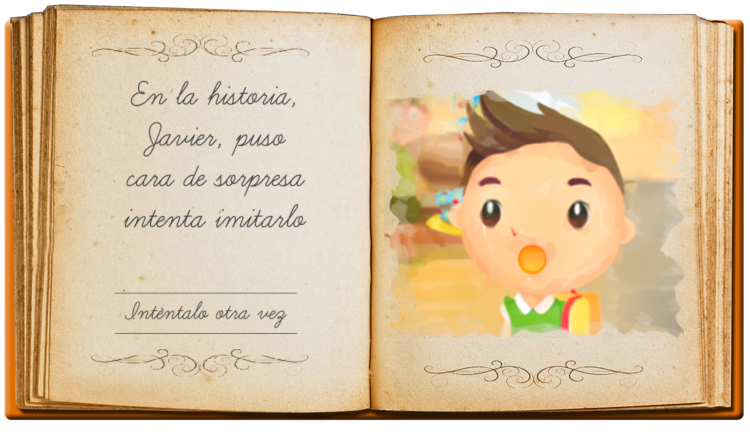 En la historia,
Javier, puso
cara de sorpresa
intenta imitarlo
Inténtalo otra vez